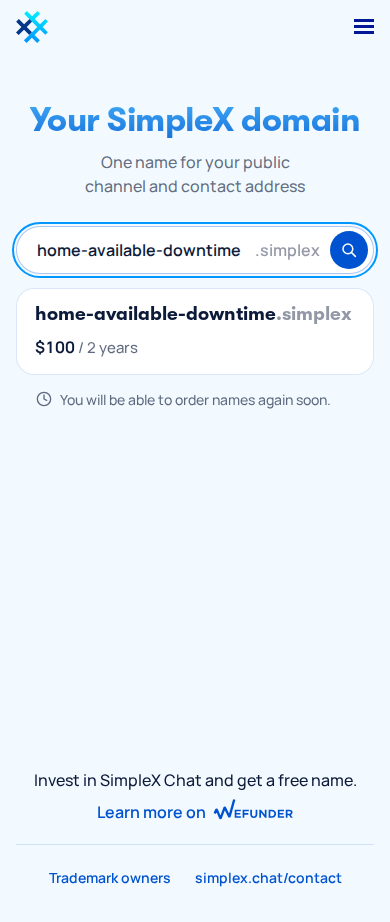 Your SimpleX domain
One name for your public
channel and contact address
home-available-downtime .simplex
home-available-downtime.simplex
$100 / 2 years
You will be able to order names again soon.
Invest in SimpleX Chat and get a free name.
Learn more on WEFUNDER
Trademark owners simplex.chat/contact